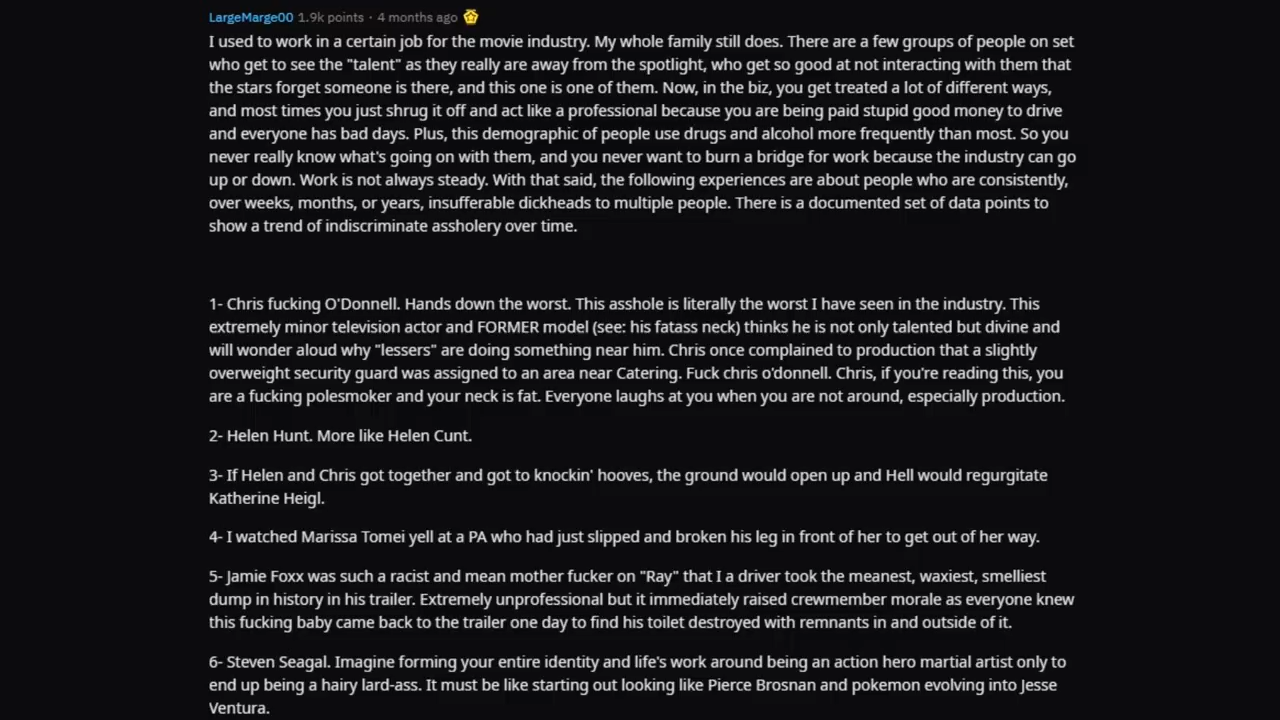 LargeMarge00 1.9k points · 4 months ago
I used to work in a certain job for the movie industry. My whole family still does. There are a few groups of people on set
who get to see the "talent" as they really are away from the spotlight, who get so good at not interacting with them that
the stars forget someone is there, and this one is one of them. Now, in the biz, you get treated a lot of different ways,
and most times you just shrug it off and act like a professional because you are being paid stupid good money to drive
and everyone has bad days. Plus, this demographic of people use drugs and alcohol more frequently than most. So you
never really know what's going on with them, and you never want to burn a bridge for work because the industry can go
up or down. Work is not always steady. With that said, the following experiences are about people who are consistently,
over weeks, months, or years, insufferable dickheads to multiple people. There is a documented set of data points to
show a trend of indiscriminate assholery over time.
1- Chris fucking O'Donnell. Hands down the worst. This asshole is literally the worst I have seen in the industry. This
extremely minor television actor and FORMER model (see: his fatass neck) thinks he is not only talented but divine and
will wonder aloud why "lessers" are doing something near him. Chris once complained to production that a slightly
overweight security guard was assigned to an area near Catering. Fuck chris o'donnell. Chris, if you're reading this, you
are a fucking polesmoker and your neck is fat. Everyone laughs at you when you are not around, especially production.
2- Helen Hunt. More like Helen Cunt.
3- If Helen and Chris got together and got to knockin' hooves, the ground would open up and Hell would regurgitate
Katherine Heigl.
4- I watched Marissa Tomei yell at a PA who had just slipped and broken his leg in front of her to get out of her way.
5- Jamie Foxx was such a racist and mean mother fucker on "Ray" that I a driver took the meanest, waxiest, smelliest
dump in history in his trailer. Extremely unprofessional but it immediately raised crewmember morale as everyone knew
this fucking baby came back to the trailer one day to find his toilet destroyed with remnants in and outside of it.
6- Steven Seagal. Imagine forming your entire identity and life's work around being an action hero martial artist only to
end up being a hairy lard-ass. It must be like starting out looking like Pierce Brosnan and pokemon evolving into Jesse
Ventura.